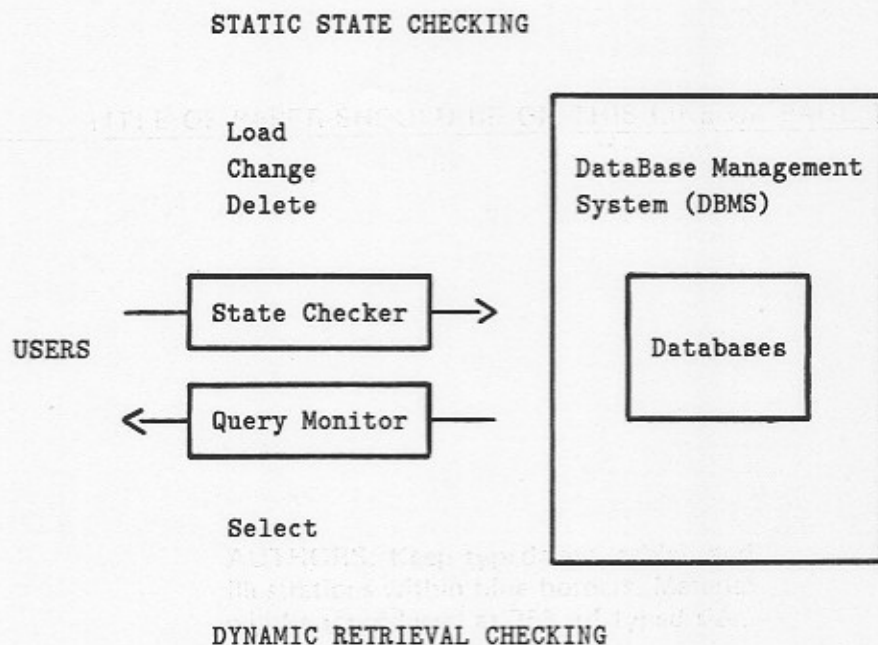 STATIC STATE CHECKING
Load
Change
Delete
DataBase Management
System (DBMS)
State Checker
USERS
Databases
Query Monitor
Select
DYNAMIC RETRIEVAL CHECKING